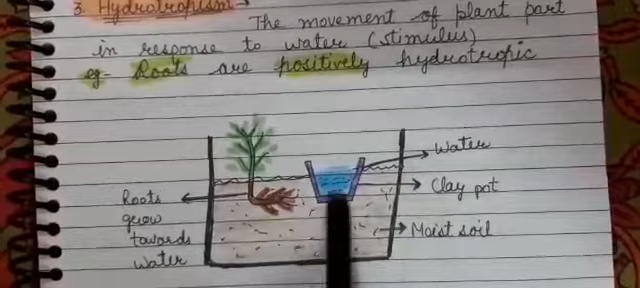 3. Hydrotropism →
The movement of plant part
in response to water (stimulus)
eg- Roots are positively hydrotropic
Water
Clay pot
Moist soil
Roots
grow
towards
water